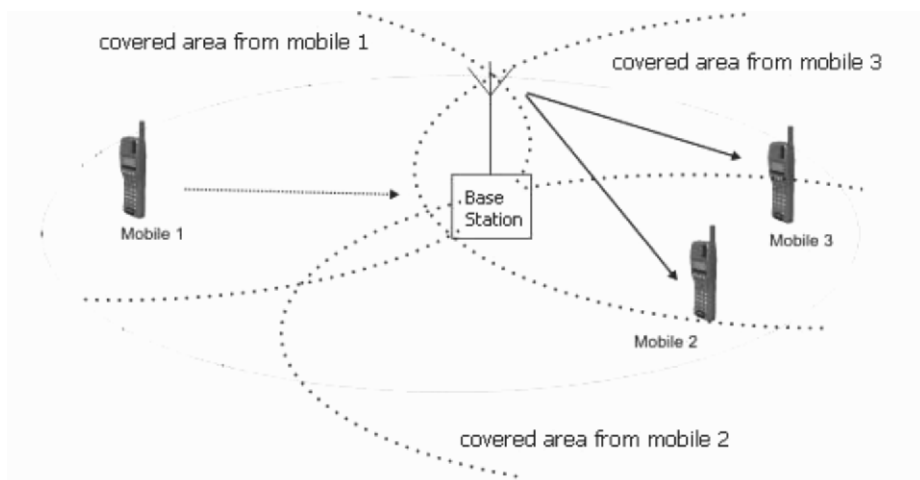 covered area from mobile 1
covered area from mobile 3
Base
Station
Mobile 1
Mobile 3
Mobile 2
covered area from mobile 2